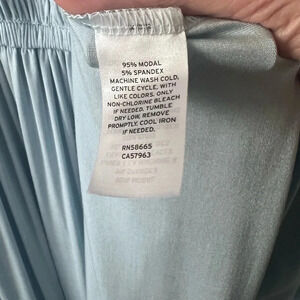 95% MODAL
5% SPANDEX
MACHINE WASH COLD,
GENTLE CYCLE, WITH
LIKE COLORS. ONLY
NON-CHLORINE BLEACH
IF NEEDED. TUMBLE
DRY LOW. REMOVE
PROMPTLY. COOL IRON
IF NEEDED.
RN58665
CA57963